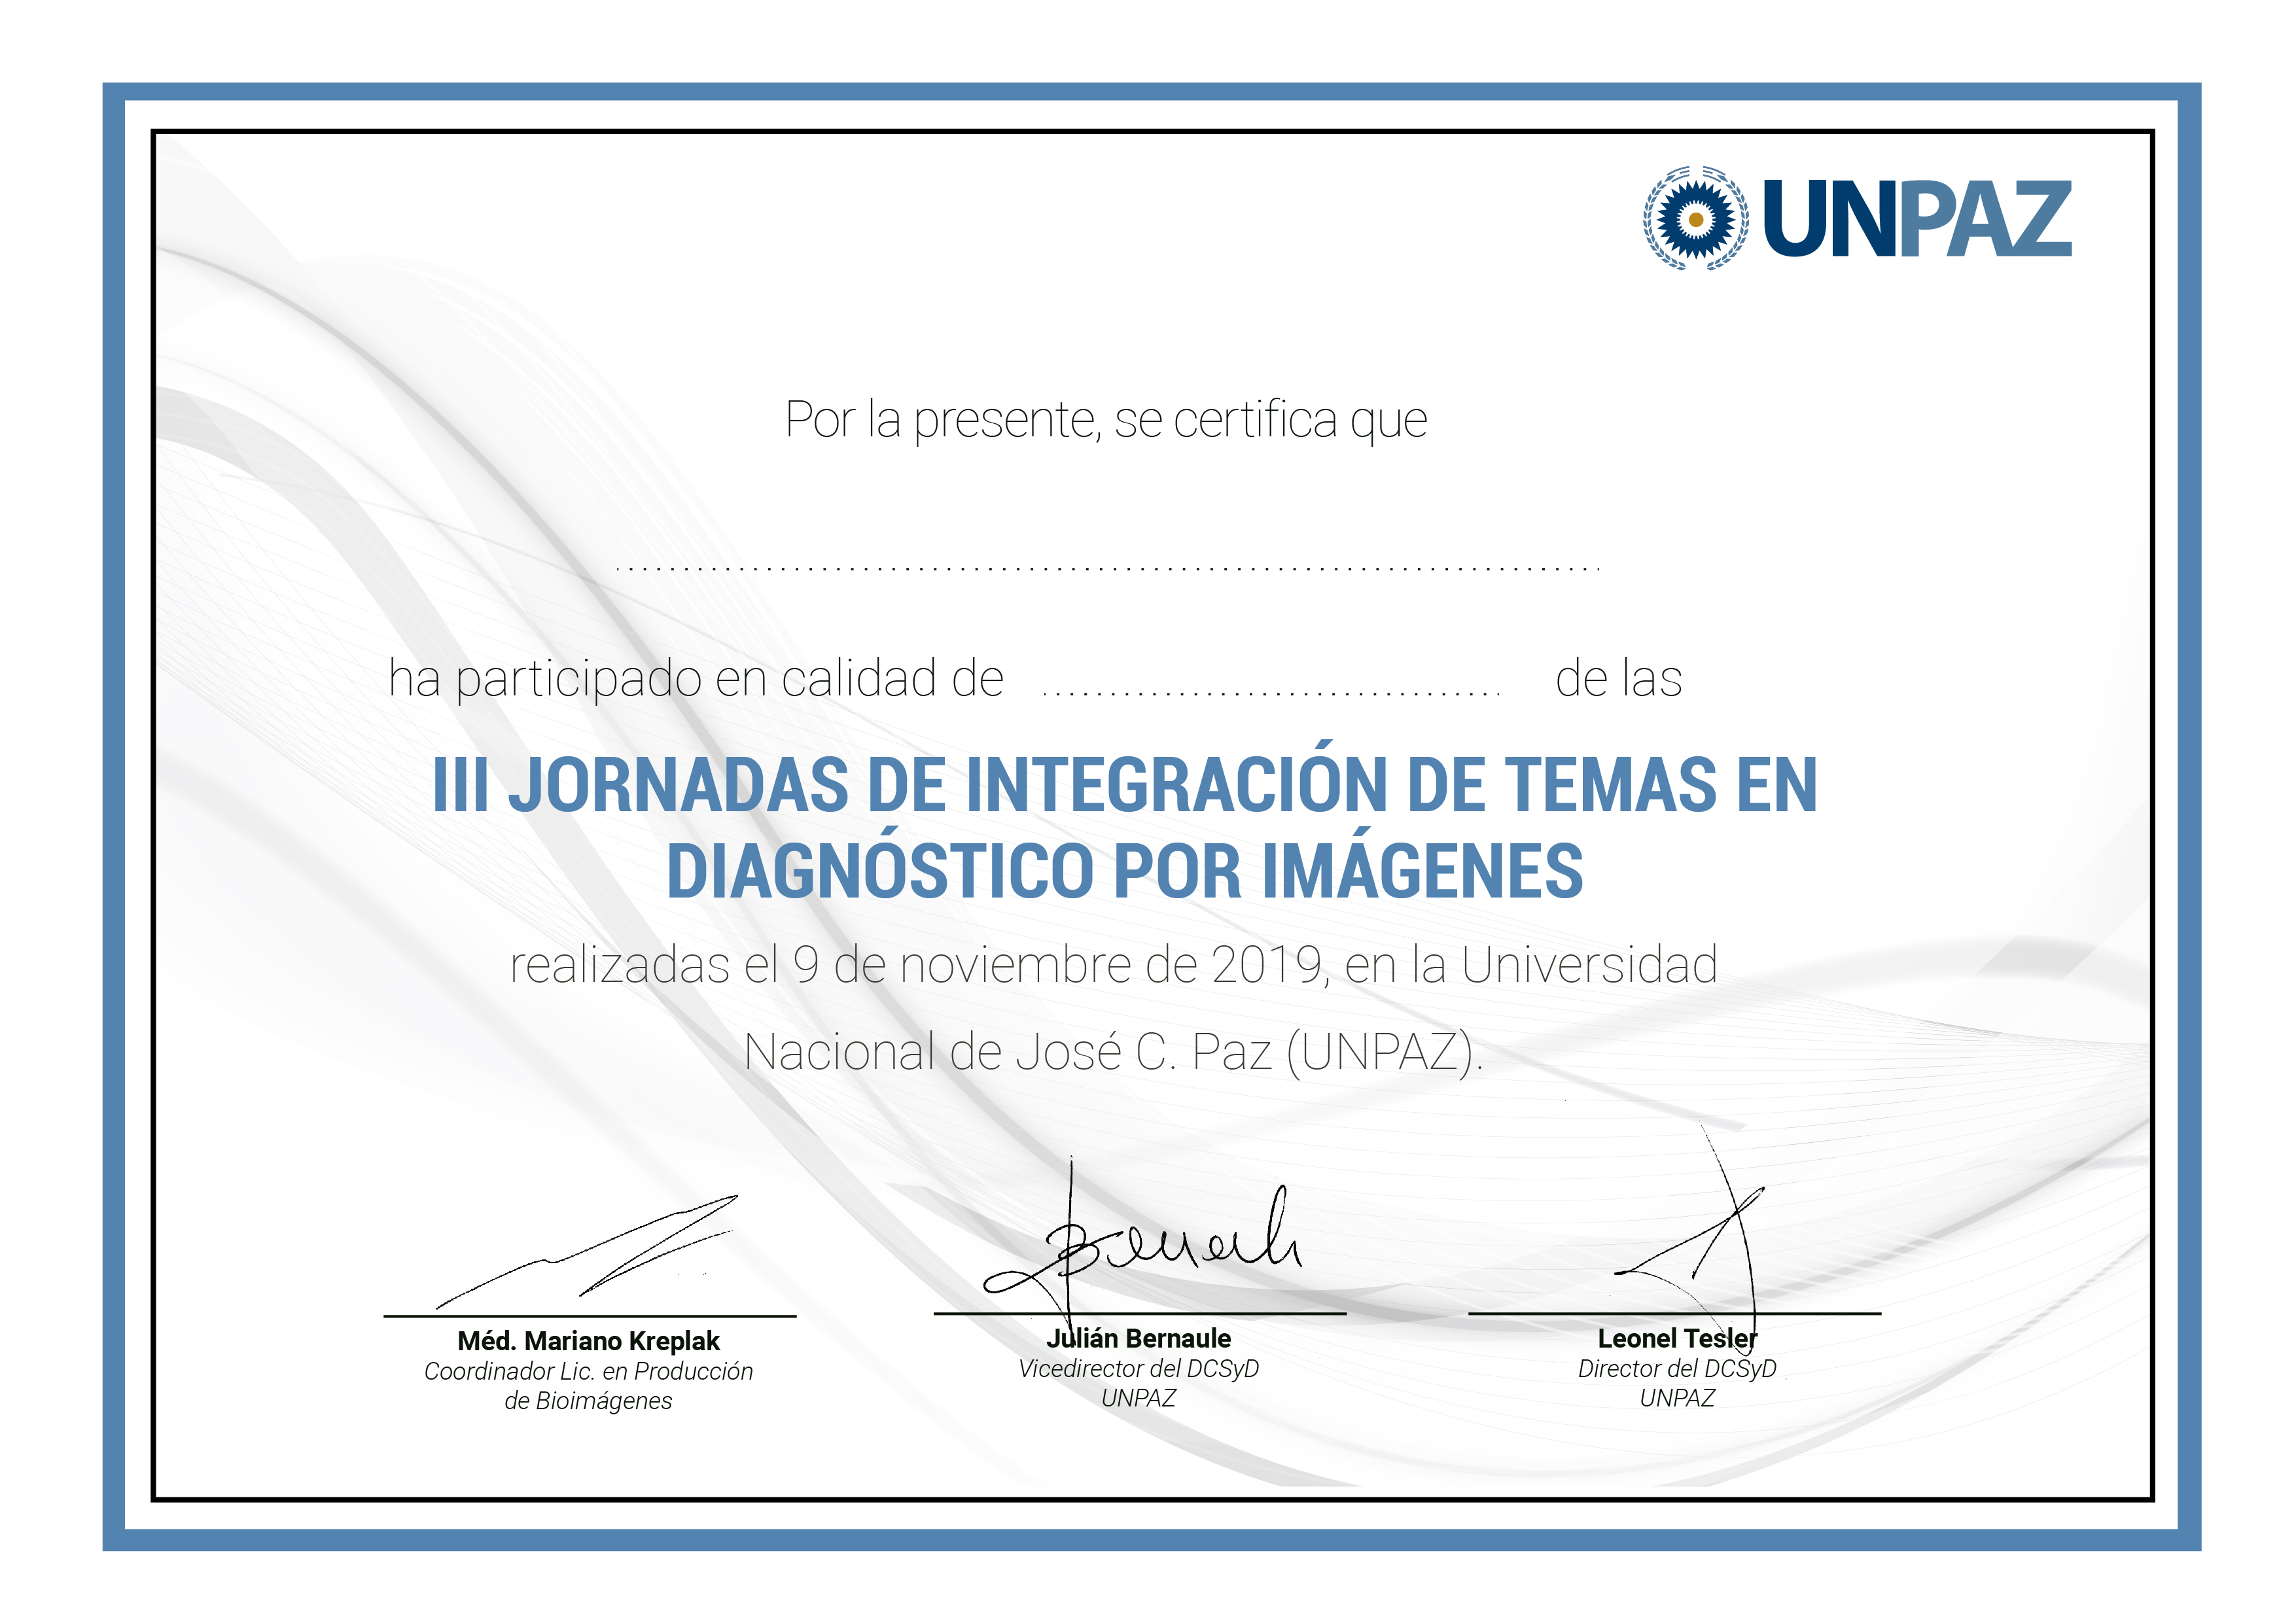 UNPAZ
Por la presente, se certifica que
........................................................................
ha participado en calidad de .................................. de las
III JORNADAS DE INTEGRACIÓN DE TEMAS EN
DIAGNÓSTICO POR IMÁGENES
realizadas el 9 de noviembre de 2019, en la Universidad
Nacional de José C. Paz (UNPAZ).
Méd. Mariano Kreplak
Coordinador Lic. en Producción
de Bioimágenes
Julián Bernaule
Vicedirector del DCSyD
UNPAZ
Leonel Tesler
Director del DCSyD
UNPAZ